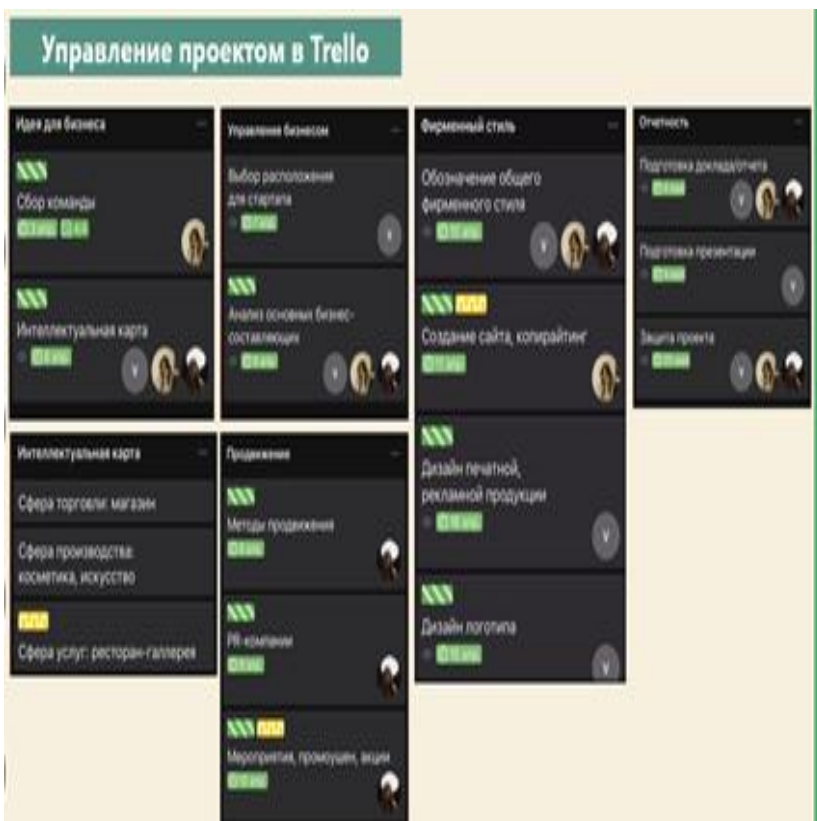 Управление проектом в Trello
Идея для бизнеса
Сбор команды
Интеллектуальная карта
Управление бизнесом
Выбор расположения
для стартапа
V
Анализ основных бизнес-
составляющих
V
Фирменный стиль
Обозначение общего
фирменного стиля
V
Создание сайта, копирайтинг
Дизайн печатной,
рекламной продукции
V
Дизайн логотипа
V
Отчетность
Подготовка доклада/отчета
V
Подготовка презентации
V
Защита проекта
V
Интеллектуальная карта
Сфера торговли: магазин
Сфера производства:
косметика, искусство
Сфера услуг: ресторан-галлерея
Продвижение
Методы продвижения
PR-компании
Мероприятия, промоушен, акции